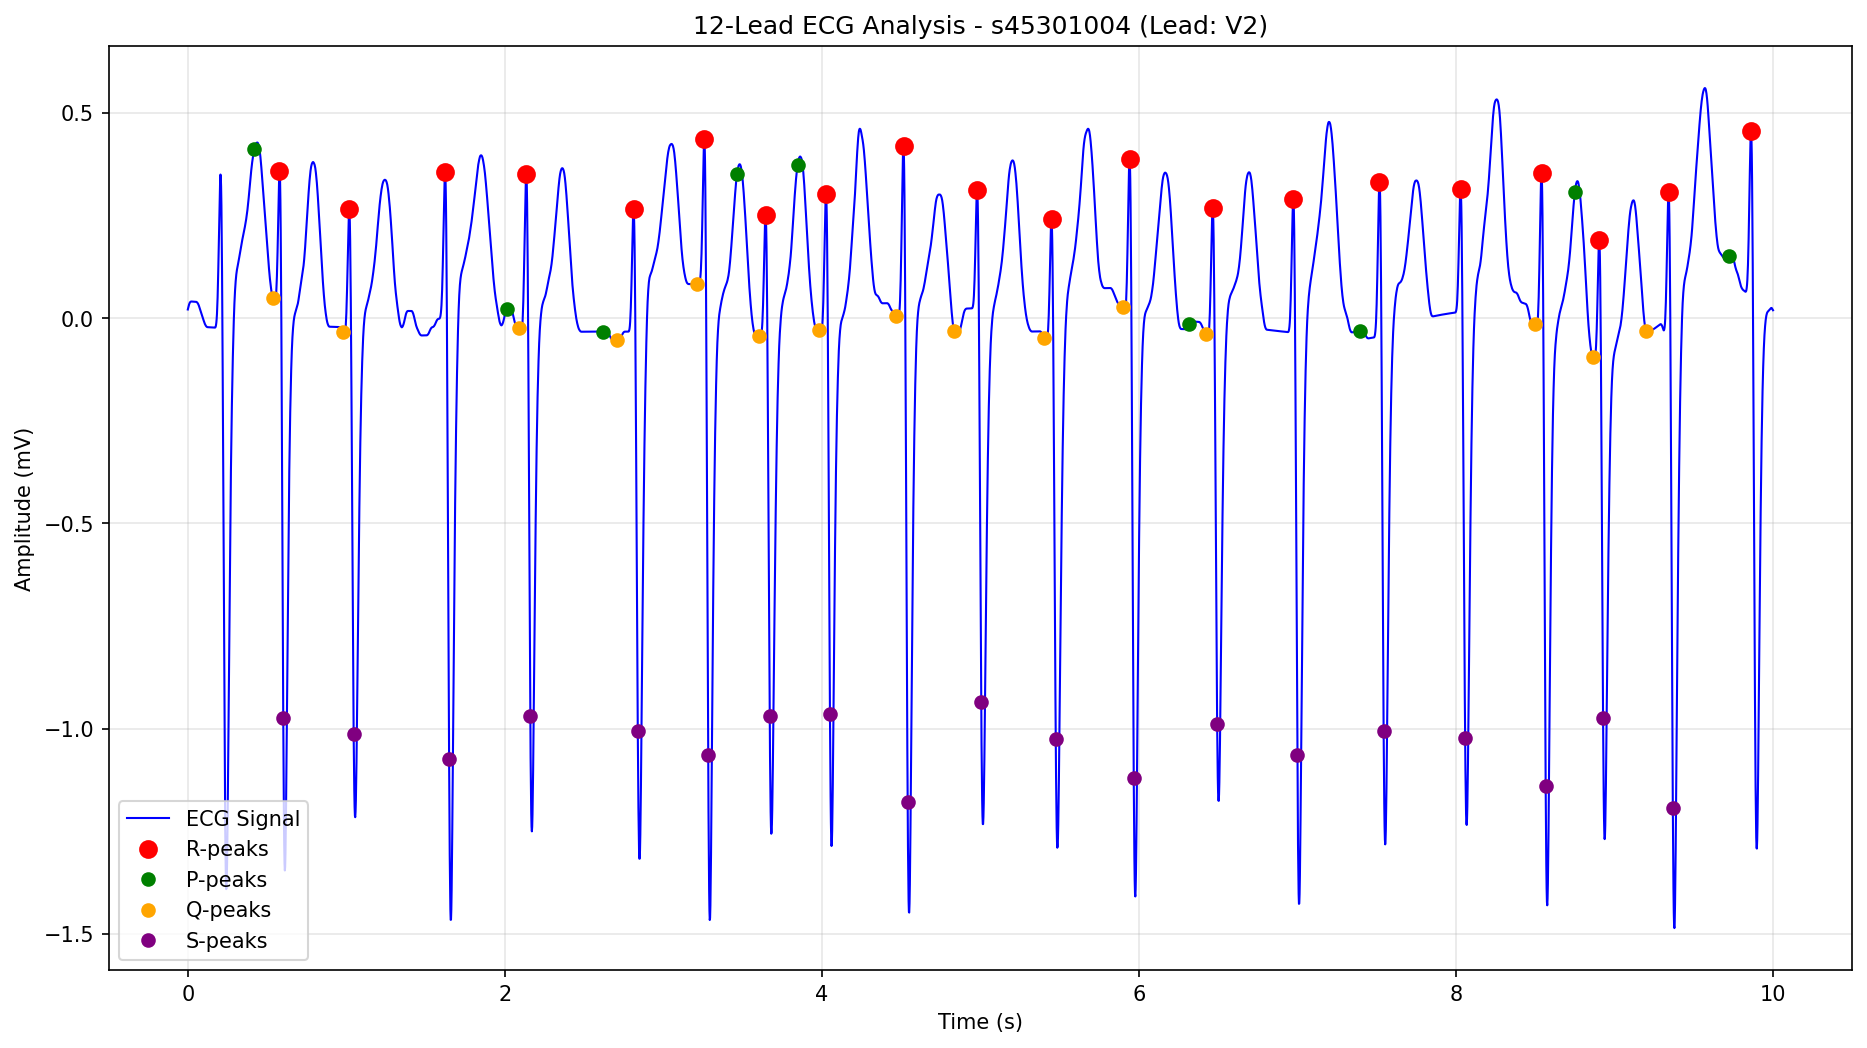 12-Lead ECG Analysis - s45301004 (Lead: V2)
Amplitude (mV)
0.5
0.0
−0.5
−1.0
−1.5
ECG Signal
R-peaks
P-peaks
Q-peaks
S-peaks
0 2 4 6 8 10
Time (s)